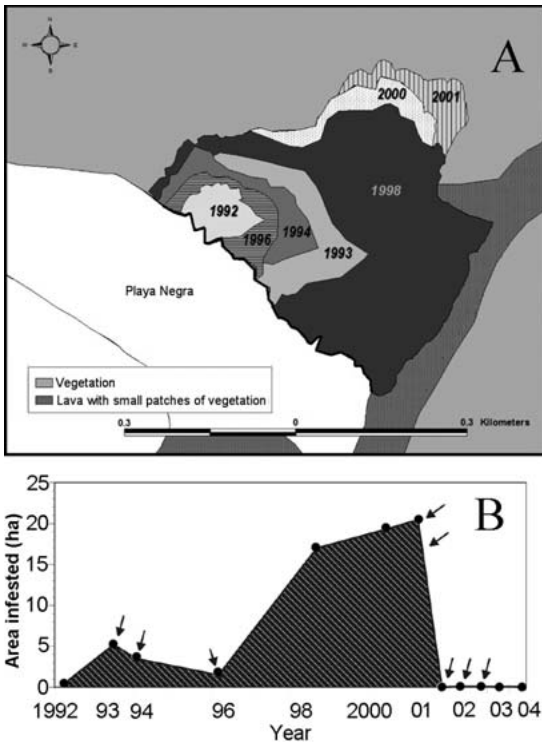 N
W
E
S
A
2000
2001
1998
1992
1996
1994
1993
Playa Negra
Vegetation
Lava with small patches of vegetation
0.3
0
0.3 Kilometers
B
Area infested (ha)
25
20
15
10
5
0
1992 93 94 96 98 2000 01 02 03 04
Year